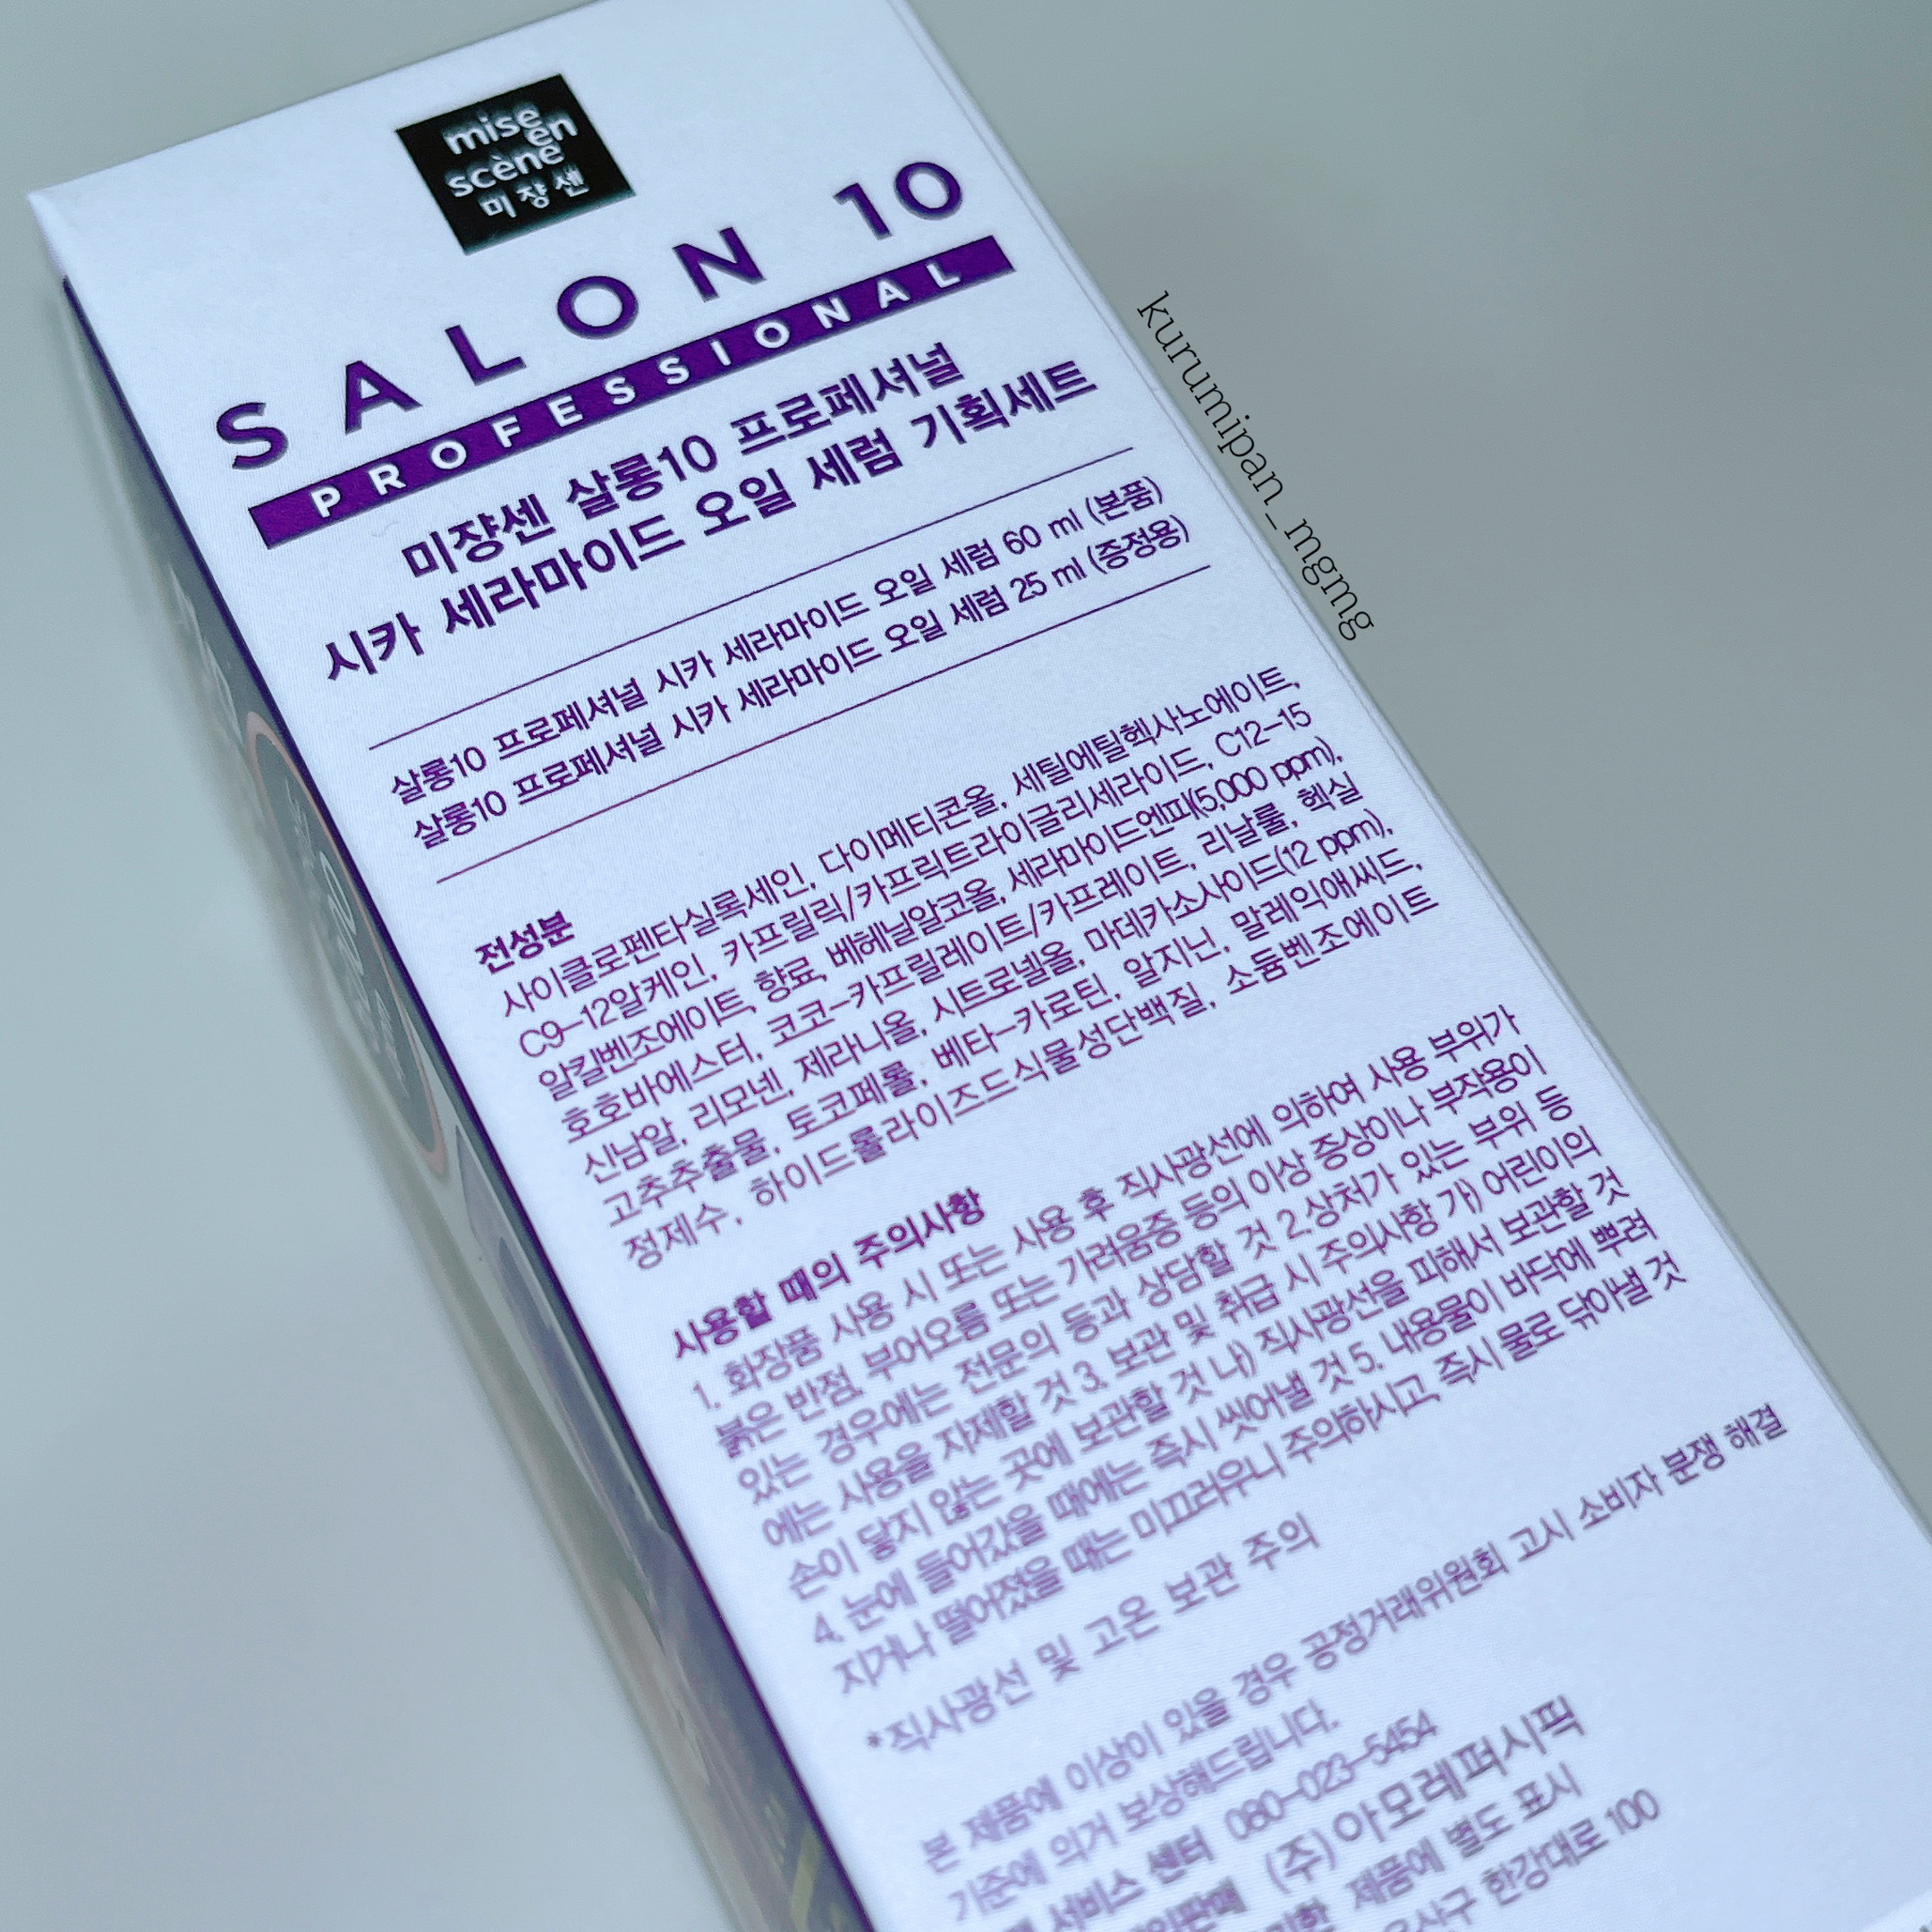 mise
en
scène
미쟝센
SALON 10
PROFESSIONAL
미쟝센 살롱10 프로페셔널
시카 세라마이드 오일 세럼 기획세트
살롱10 프로페셔널 시카 세라마이드 오일 세럼 60 ml (본품)
살롱10 프로페셔널 시카 세라마이드 오일 세럼 25 ml (증정용)
전성분
사이클로펜타실록세인, 다이메티콘올, 세틸에틸헥사노에이트,
C9-12알케인, 카프릴릭/카프릭트라이글리세라이드, C12-15
알킬벤조에이트, 향료, 베헤닐알코올, 세라마이드엔피(5,000 ppm),
호호바에스터, 코코-카프릴레이트/카프레이트, 리날룰, 헥실
신남알, 리모넨, 제라니올, 시트로넬올, 마데카소사이드(12 ppm),
고추추출물, 토코페롤, 베타-카로틴, 알지닌, 말레익애씨드,
정제수, 하이드롤라이즈드식물성단백질, 소듐벤조에이트
사용할 때의 주의사항
1. 화장품 사용 시 또는 사용 후 직사광선에 의하여 사용 부위가
붉은 반점, 부어오름 또는 가려움증 등의 이상 증상이나 부작용이
있는 경우에는 전문의 등과 상담할 것 2.상처가 있는 부위 등
에는 사용을 자제할 것 3. 보관 및 취급 시 주의사항 가) 어린이의
손이 닿지 않는 곳에 보관할 것 나) 직사광선을 피해서 보관할 것
4. 눈에 들어갔을 때에는 즉시 씻어낼 것 5. 내용물이 바닥에 뿌려
지거나 떨어졌을 때는 미끄러우니 주의하시고, 즉시 물로 닦아낼 것
*직사광선 및 고온 보관 주의
본 제품에 이상이 있을 경우 공정거래위원회 고시 소비자 분쟁 해결
기준에 의거 보상해드립니다.
서비스 센터 080-023-5454
(주)아모레퍼시픽
제품에 별도 표시
한강대로 100
kurumipan_mgmg